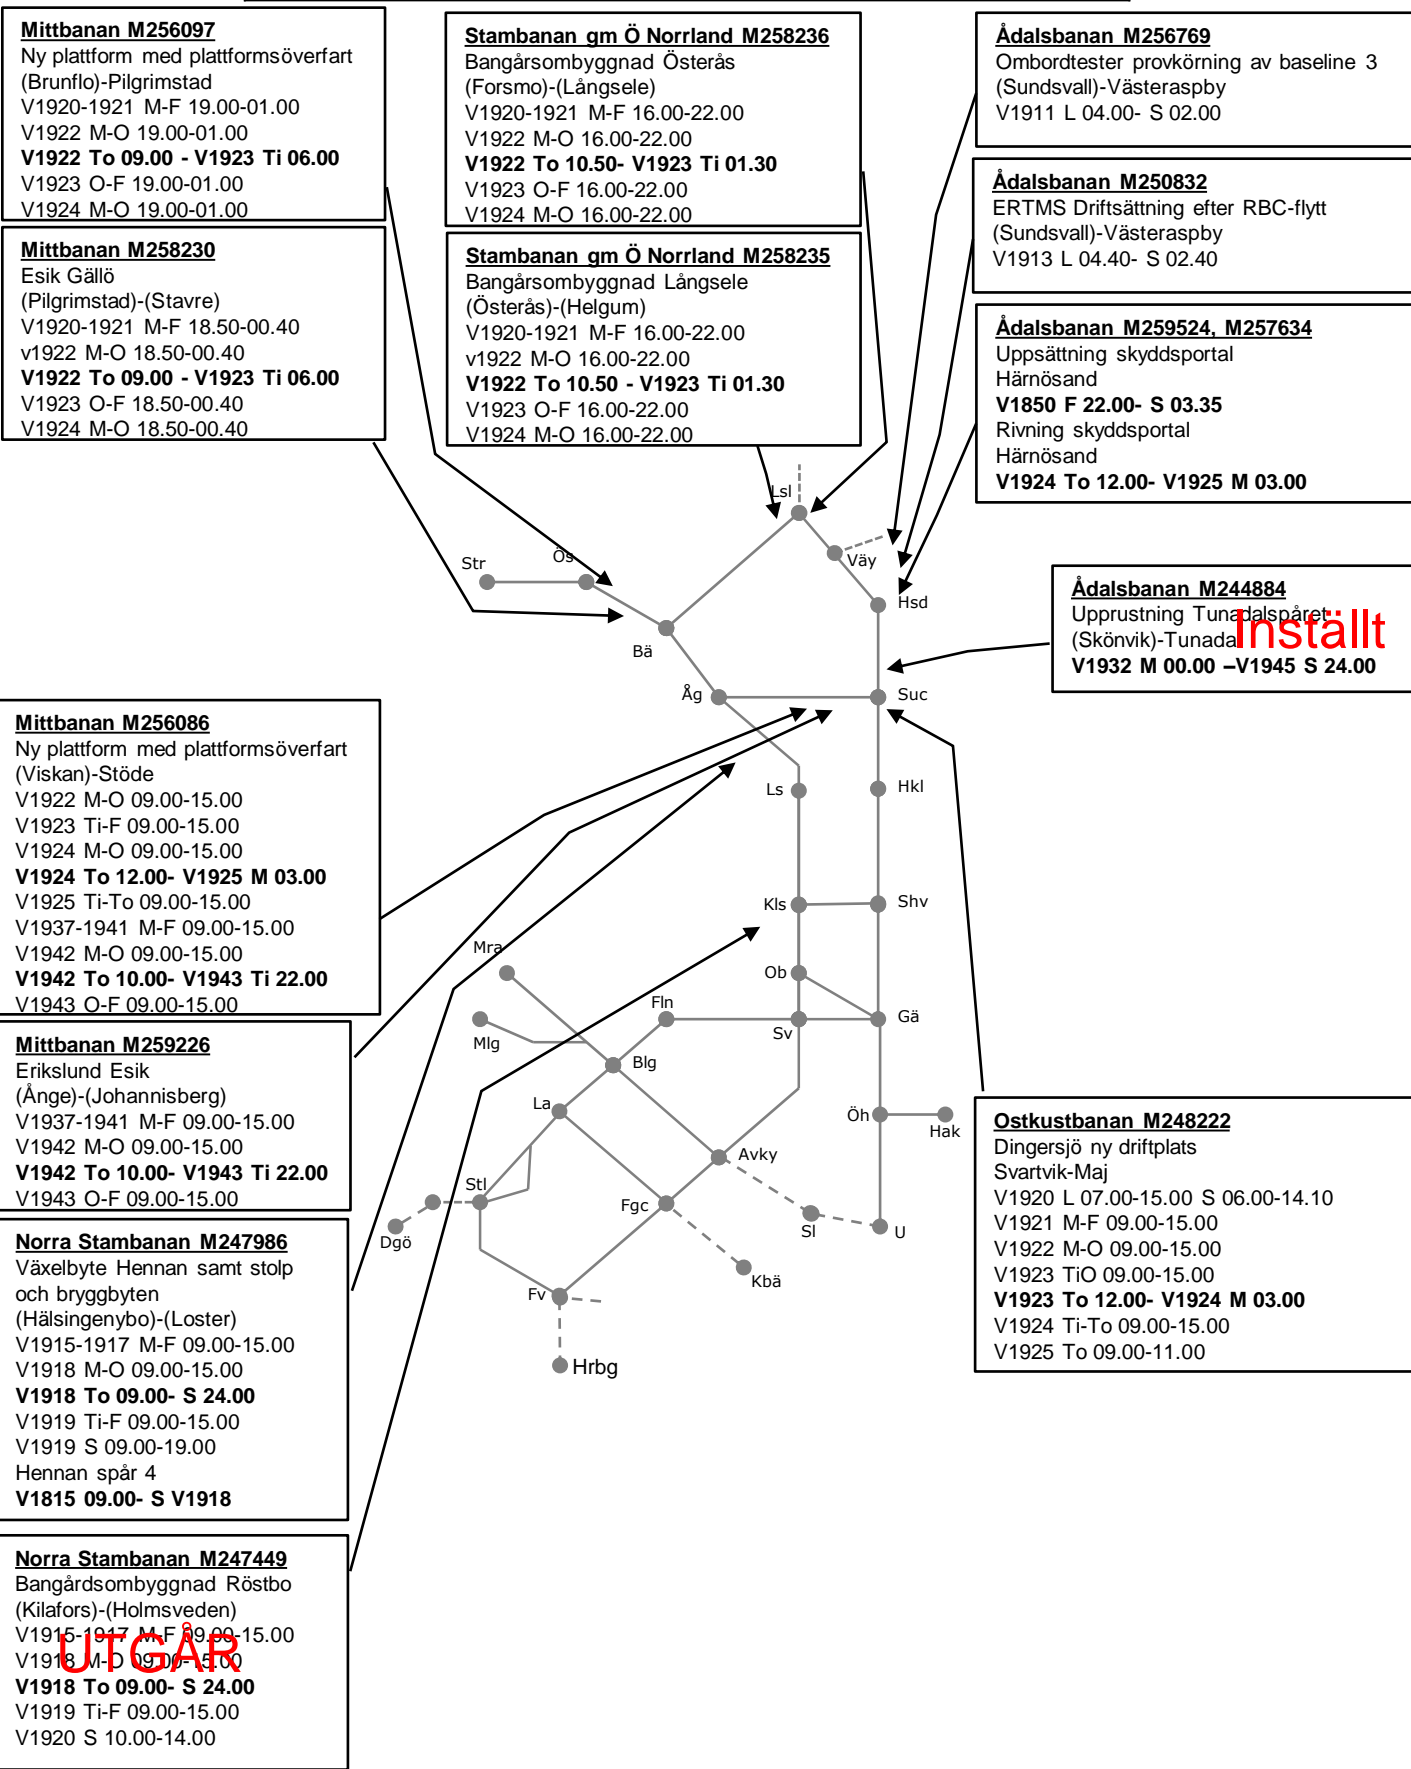 Mittbanan M256097
Ny plattform med plattformsöverfart
(Brunflo)-Pilgrimstad
V1920-1921 M-F 19.00-01.00
V1922 M-O 19.00-01.00
V1922 To 09.00 - V1923 Ti 06.00
V1923 O-F 19.00-01.00
V1924 M-O 19.00-01.00
Mittbanan M258230
Esik Gällö
(Pilgrimstad)-(Stavre)
V1920-1921 M-F 18.50-00.40
v1922 M-O 18.50-00.40
V1922 To 09.00 - V1923 Ti 06.00
V1923 O-F 18.50-00.40
V1924 M-O 18.50-00.40
Stambanan gm Ö Norrland M258236
Bangårsombyggnad Österås
(Forsmo)-(Långsele)
V1920-1921 M-F 16.00-22.00
V1922 M-O 16.00-22.00
V1922 To 10.50- V1923 Ti 01.30
V1923 O-F 16.00-22.00
V1924 M-O 16.00-22.00
Stambanan gm Ö Norrland M258235
Bangårsombyggnad Långsele
(Österås)-(Helgum)
V1920-1921 M-F 16.00-22.00
v1922 M-O 16.00-22.00
V1922 To 10.50 - V1923 Ti 01.30
V1923 O-F 16.00-22.00
V1924 M-O 16.00-22.00
Ådalsbanan M256769
Ombordtester provkörning av baseline 3
(Sundsvall)-Västeraspby
V1911 L 04.00- S 02.00
Ådalsbanan M250832
ERTMS Driftsättning efter RBC-flytt
(Sundsvall)-Västeraspby
V1913 L 04.40- S 02.40
Ådalsbanan M259524, M257634
Uppsättning skyddsportal
Härnösand
V1850 F 22.00- S 03.35
Rivning skyddsportal
Härnösand
V1924 To 12.00- V1925 M 03.00
Ådalsbanan M244884
Upprustning Tunadalspåret
(Skönvik)-Tunadal
V1932 M 00.00 –V1945 S 24.00
Inställt
Lsl
Väy
Str
Ös
Hsd
Bä
Åg
Suc
Ls
Hkl
Kls
Shv
Mra
Ob
Fln
Gä
Mlg
Sv
Blg
La
Öh
Hak
Avky
Stl
Fgc
Sl
U
Dgö
Kbä
Fv
Hrbg
Mittbanan M256086
Ny plattform med plattformsöverfart
(Viskan)-Stöde
V1922 M-O 09.00-15.00
V1923 Ti-F 09.00-15.00
V1924 M-O 09.00-15.00
V1924 To 12.00- V1925 M 03.00
V1925 Ti-To 09.00-15.00
V1937-1941 M-F 09.00-15.00
V1942 M-O 09.00-15.00
V1942 To 10.00- V1943 Ti 22.00
V1943 O-F 09.00-15.00
Mittbanan M259226
Erikslund Esik
(Ånge)-(Johannisberg)
V1937-1941 M-F 09.00-15.00
V1942 M-O 09.00-15.00
V1942 To 10.00- V1943 Ti 22.00
V1943 O-F 09.00-15.00
Norra Stambanan M247986
Växelbyte Hennan samt stolp
och bryggbyten
(Hälsingenybo)-(Loster)
V1915-1917 M-F 09.00-15.00
V1918 M-O 09.00-15.00
V1918 To 09.00- S 24.00
V1919 Ti-F 09.00-15.00
V1919 S 09.00-19.00
Hennan spår 4
V1815 09.00- S V1918
Norra Stambanan M247449
Bangårdsombyggnad Röstbo
(Kilafors)-(Holmsveden)
V1915-1917 M-F 09.00-15.00
V1918 M-O 09.00-15.00
V1918 To 09.00- S 24.00
V1919 Ti-F 09.00-15.00
V1920 S 10.00-14.00
UTGÅR
Ostkustbanan M248222
Dingersjö ny driftplats
Svartvik-Maj
V1920 L 07.00-15.00 S 06.00-14.10
V1921 M-F 09.00-15.00
V1922 M-O 09.00-15.00
V1923 TiO 09.00-15.00
V1923 To 12.00- V1924 M 03.00
V1924 Ti-To 09.00-15.00
V1925 To 09.00-11.00